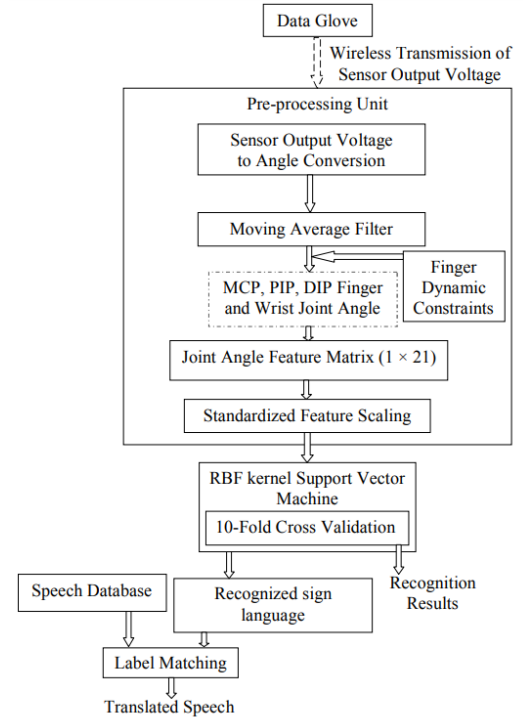 Data Glove
Wireless Transmission of
Sensor Output Voltage
Pre-processing Unit
Sensor Output Voltage
to Angle Conversion
Moving Average Filter
Finger
Dynamic
Constraints
MCP, PIP, DIP Finger
and Wrist Joint Angle
Joint Angle Feature Matrix (1 × 21)
Standardized Feature Scaling
RBF kernel Support Vector
Machine
10-Fold Cross Validation
Recognition
Results
Speech Database
Recognized sign
language
Label Matching
Translated Speech